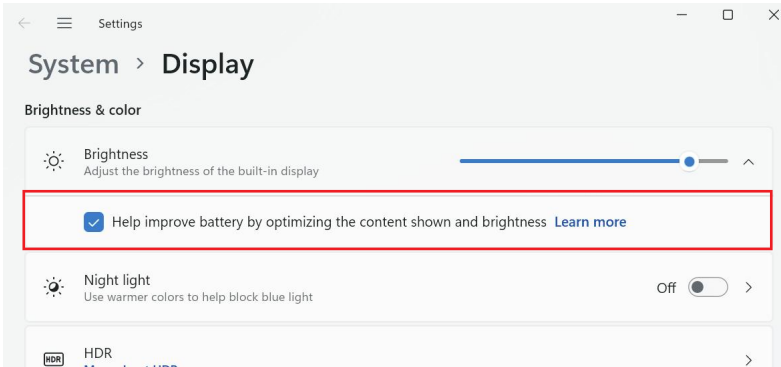 Settings
System > Display
Brightness & color
Brightness
Adjust the brightness of the built-in display
Help improve battery by optimizing the content shown and brightness Learn more
Night light
Use warmer colors to help block blue light
Off
HDR
HDR